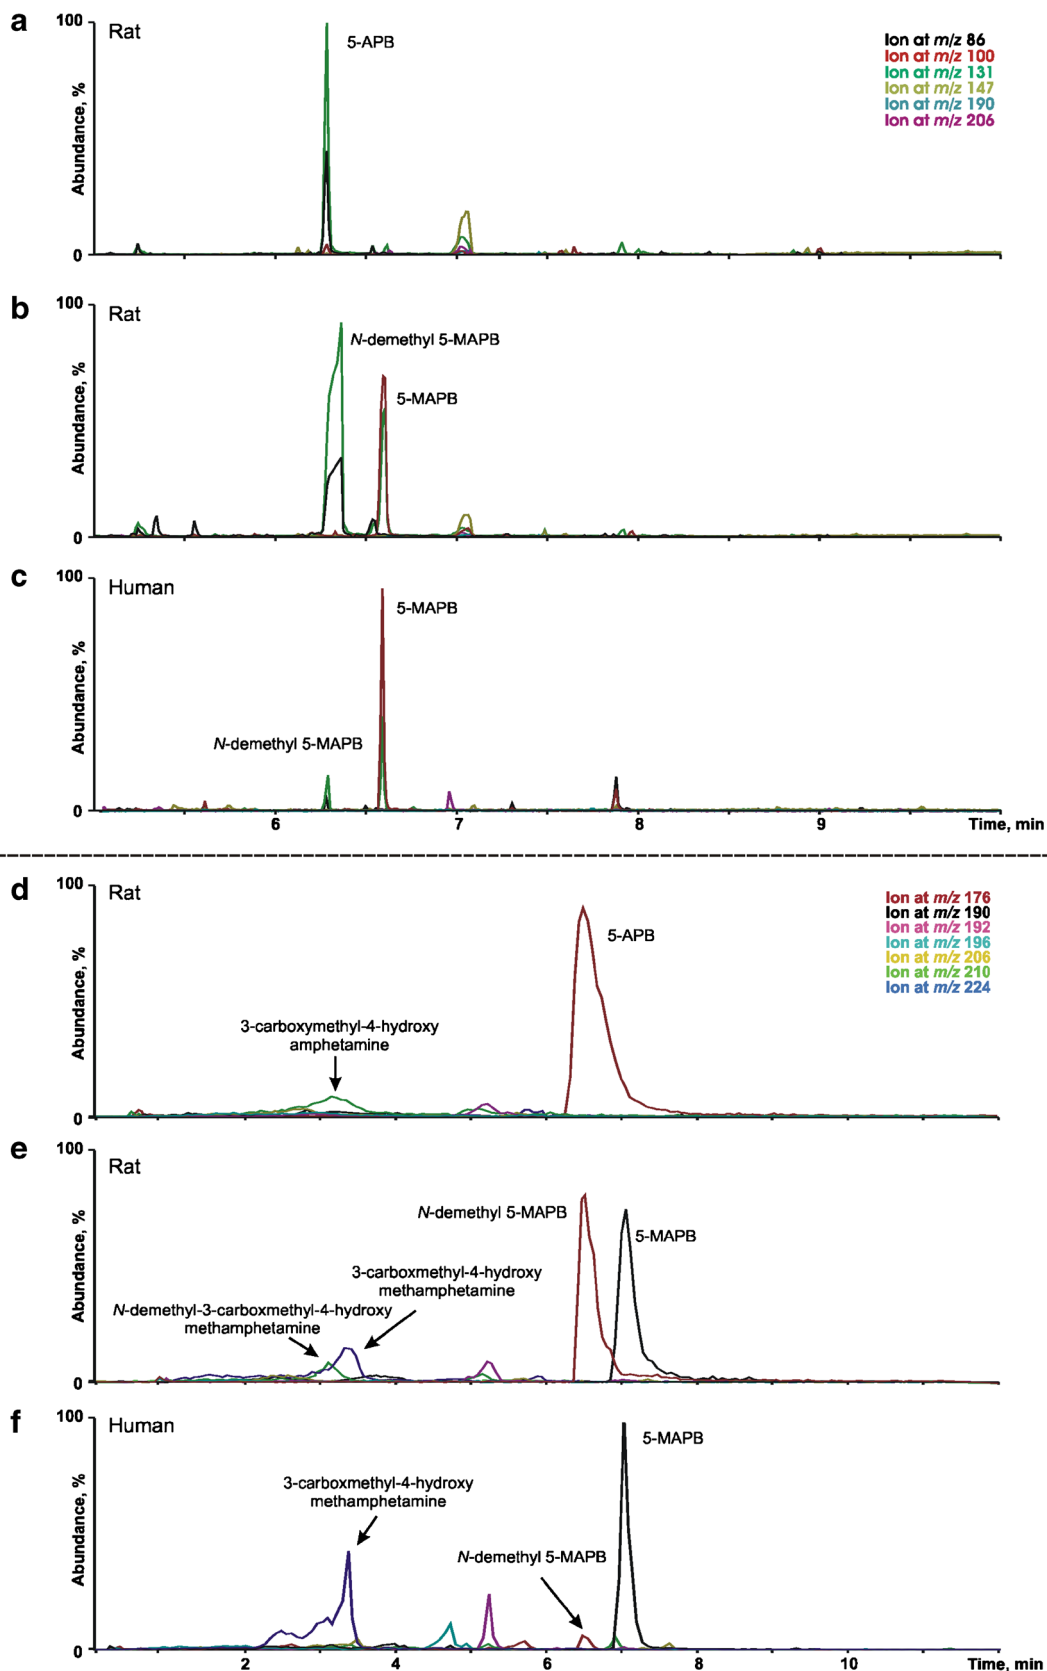 a
100
Rat
5-APB
Ion at m/z 86
Ion at m/z 100
Ion at m/z 131
Ion at m/z 147
Ion at m/z 190
Ion at m/z 206
Abundance, %
0
b
100
Rat
N-demethyl 5-MAPB
5-MAPB
Abundance, %
0
c
100
Human
5-MAPB
N-demethyl 5-MAPB
Abundance, %
0
6
7
8
9
Time, min
d
100
Rat
5-APB
Ion at m/z 176
Ion at m/z 190
Ion at m/z 192
Ion at m/z 196
Ion at m/z 206
Ion at m/z 210
Ion at m/z 224
3-carboxymethyl-4-hydroxy
amphetamine
Abundance, %
0
e
100
Rat
N-demethyl 5-MAPB
5-MAPB
3-carboxmethyl-4-hydroxy
methamphetamine
N-demethyl-3-carboxmethyl-4-hydroxy
methamphetamine
Abundance, %
0
f
100
Human
5-MAPB
3-carboxmethyl-4-hydroxy
methamphetamine
N-demethyl 5-MAPB
Abundance, %
0
2
4
6
8
10
Time, min